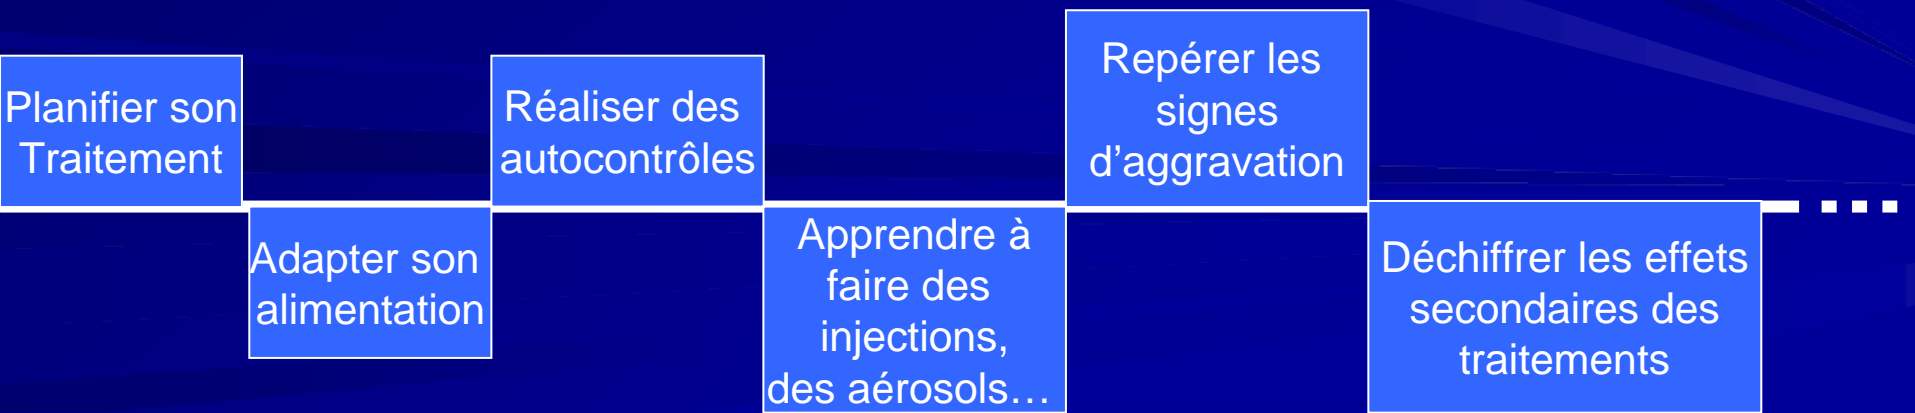 Planifier son
Traitement
Adapter son
alimentation
Réaliser des
autocontrôles
Apprendre à
faire des
injections,
des aérosols…
Repérer les
signes
d’aggravation
Déchiffrer les effets
secondaires des
traitements